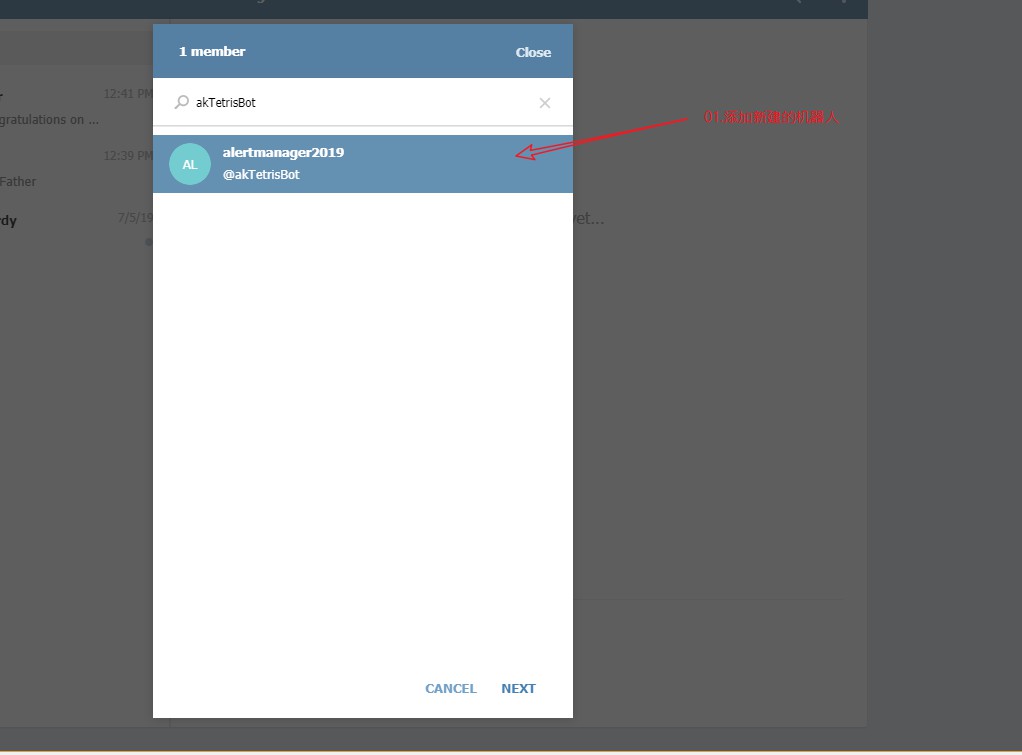 1 member
Close
akTetrisBot
alertmanager2019
AL
@akTetrisBot
CANCEL
NEXT
12:41 PM
gratulations on ...
12:39 PM
Father
rdy
7/5/19
yet...
01.添加新建的机器人